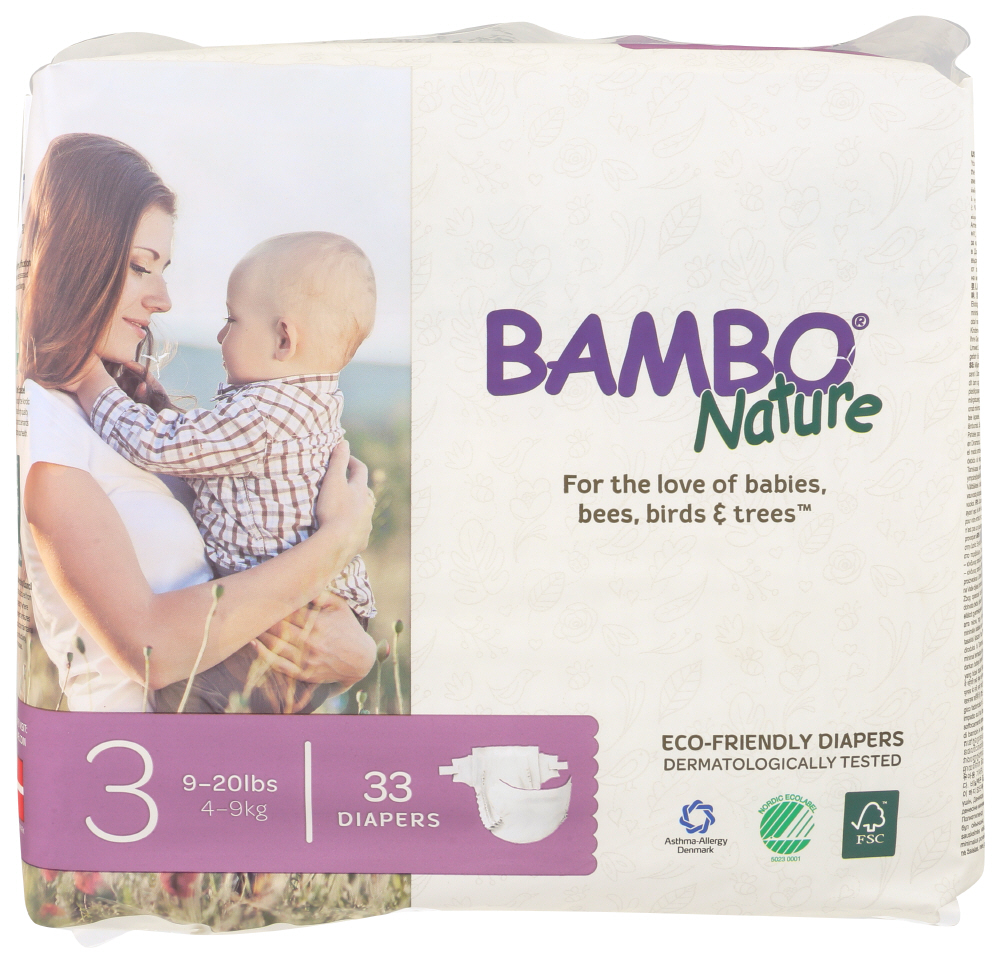 BAMBO®
Nature
For the love of babies,
bees, birds & trees™
3
9–20lbs
4–9kg
33
DIAPERS
ECO-FRIENDLY DIAPERS
DERMATOLOGICALLY TESTED
Asthma-Allergy
Denmark
NORDIC ECOLABEL
5023 0001
FSC™